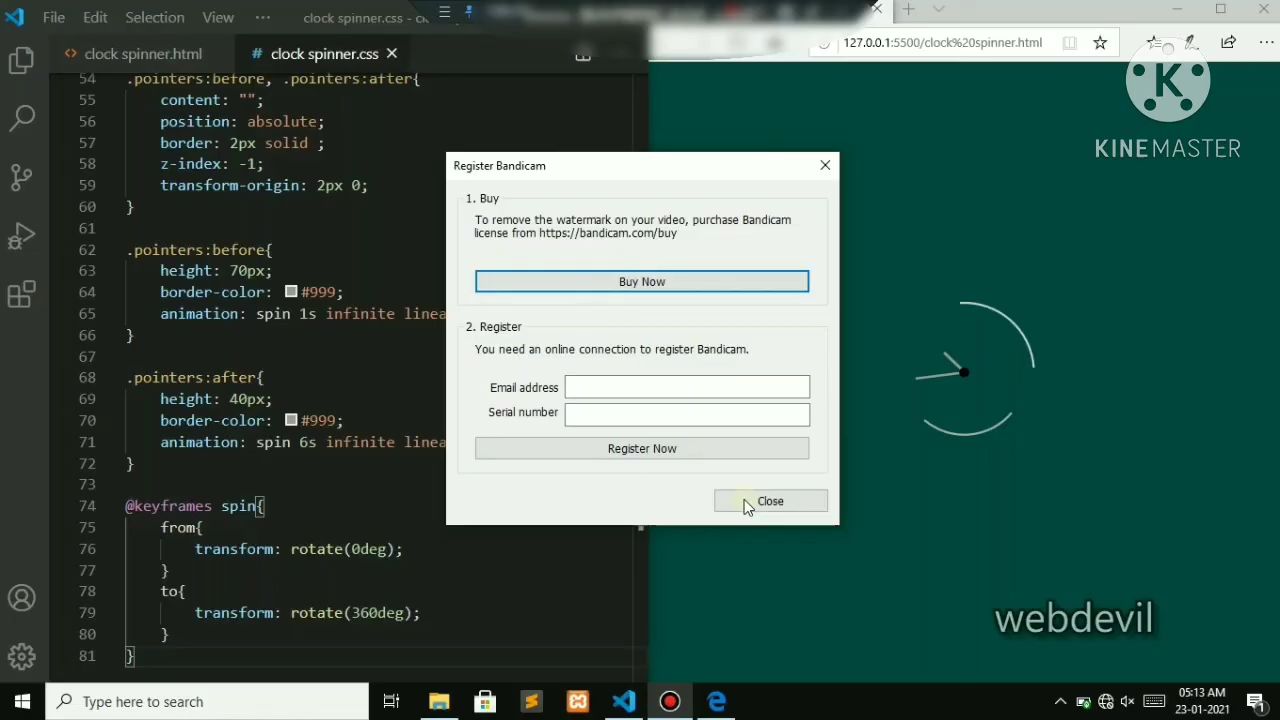 File Edit Selection View ··· clock spinner.css - c
clock spinner.html # clock spinner.css
127.0.0.1:5500/clock%20spinner.html
K
KINEMASTER
54 .pointers:before, .pointers:after{
55 content: "";
56 position: absolute;
57 border: 2px solid ;
58 z-index: -1;
59 transform-origin: 2px 0;
60 }
61
62 .pointers:before{
63 height: 70px;
64 border-color: #999;
65 animation: spin 1s infinite linea
66 }
67
68 .pointers:after{
69 height: 40px;
70 border-color: #999;
71 animation: spin 6s infinite linea
72 }
73
74 @keyframes spin{
75 from{
76 transform: rotate(0deg);
77 }
78 to{
79 transform: rotate(360deg);
80 }
81 }
Register Bandicam
1. Buy
To remove the watermark on your video, purchase Bandicam
license from https://bandicam.com/buy
Buy Now
2. Register
You need an online connection to register Bandicam.
Email address
Serial number
Register Now
Close
webdevil
Type here to search
05:13 AM
23-01-2021
1